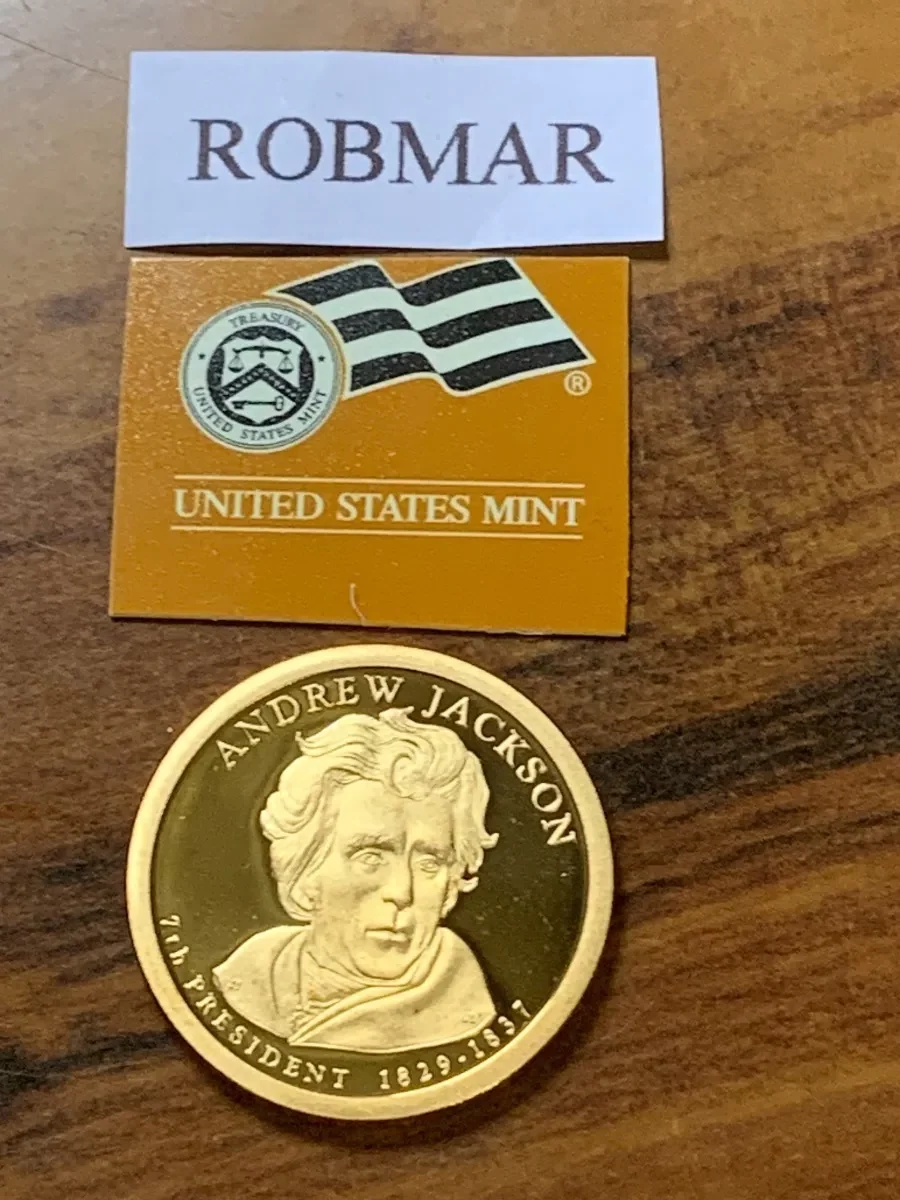 ROBMAR
TREASURY
UNITED STATES MINT
®
UNITED STATES MINT
ANDREW JACKSON
7th PRESIDENT 1829-1837